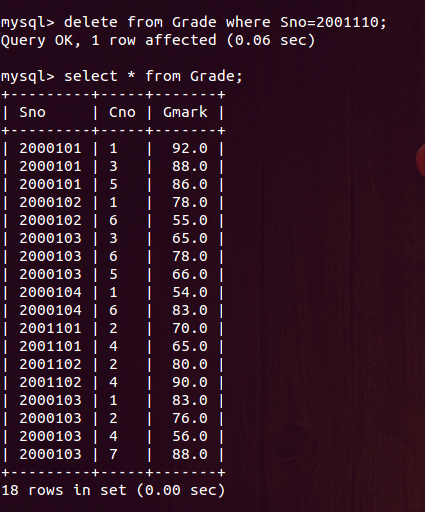 mysql> delete from Grade where Sno=2001110;
Query OK, 1 row affected (0.06 sec)
mysql> select * from Grade;
+---------+-----+-------+
| Sno     | Cno | Gmark |
+---------+-----+-------+
| 2000101 | 1   |  92.0 |
| 2000101 | 3   |  88.0 |
| 2000101 | 5   |  86.0 |
| 2000102 | 1   |  78.0 |
| 2000102 | 6   |  55.0 |
| 2000103 | 3   |  65.0 |
| 2000103 | 6   |  78.0 |
| 2000103 | 5   |  66.0 |
| 2000104 | 1   |  54.0 |
| 2000104 | 6   |  83.0 |
| 2001101 | 2   |  70.0 |
| 2001101 | 4   |  65.0 |
| 2001102 | 2   |  80.0 |
| 2001102 | 4   |  90.0 |
| 2000103 | 1   |  83.0 |
| 2000103 | 2   |  76.0 |
| 2000103 | 4   |  56.0 |
| 2000103 | 7   |  88.0 |
+---------+-----+-------+
18 rows in set (0.00 sec)